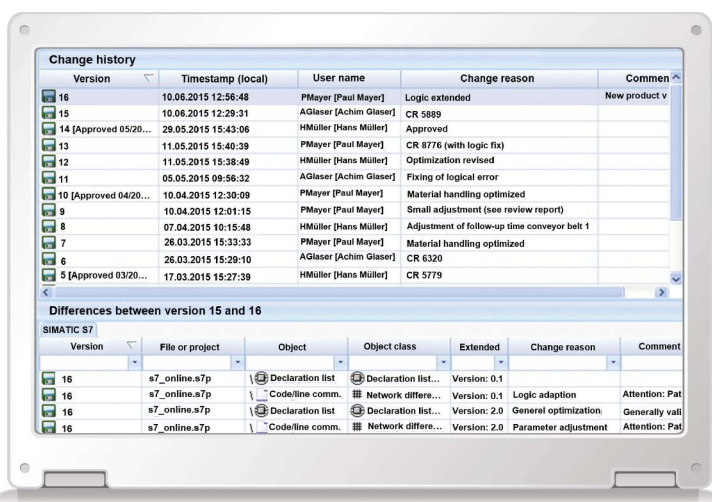 Change history
Version Timestamp (local) User name Change reason Commen
16 10.06.2015 12:56:48 PMayer [Paul Mayer] Logic extended New product v
15 10.06.2015 12:29:31 AGlaser [Achim Glaser] CR 5889
14 [Approved 05/20... 29.05.2015 15:43:06 HMüller [Hans Müller] Approved
13 11.05.2015 15:40:39 PMayer [Paul Mayer] CR 8776 (with logic fix)
12 11.05.2015 15:38:49 HMüller [Hans Müller] Optimization revised
11 05.05.2015 09:56:32 AGlaser [Achim Glaser] Fixing of logical error
10 [Approved 04/20... 10.04.2015 12:30:09 PMayer [Paul Mayer] Material handling optimized
9 10.04.2015 12:01:15 PMayer [Paul Mayer] Small adjustment (see review report)
8 07.04.2015 10:15:48 HMüller [Hans Müller] Adjustment of follow-up time conveyor belt 1
7 26.03.2015 15:33:33 PMayer [Paul Mayer] Material handling optimized
6 26.03.2015 15:29:10 AGlaser [Achim Glaser] CR 6320
5 [Approved 03/20... 17.03.2015 15:27:39 HMüller [Hans Müller] CR 5779
Differences between version 15 and 16
SIMATIC S7
Version File or project Object Object class Extended Change reason Comment
16 s7_online.s7p \ Declaration list Declaration list... Version: 0.1
16 s7_online.s7p \ Code/line comm. Network differe... Version: 0.1 Logic adaption Attention: Pat
16 s7_online.s7p \ Declaration list Declaration list... Version: 2.0 Generel optimization Generally vali
16 s7_online.s7p \ Code/line comm. Network differe... Version: 2.0 Parameter adjustment Attention: Pat